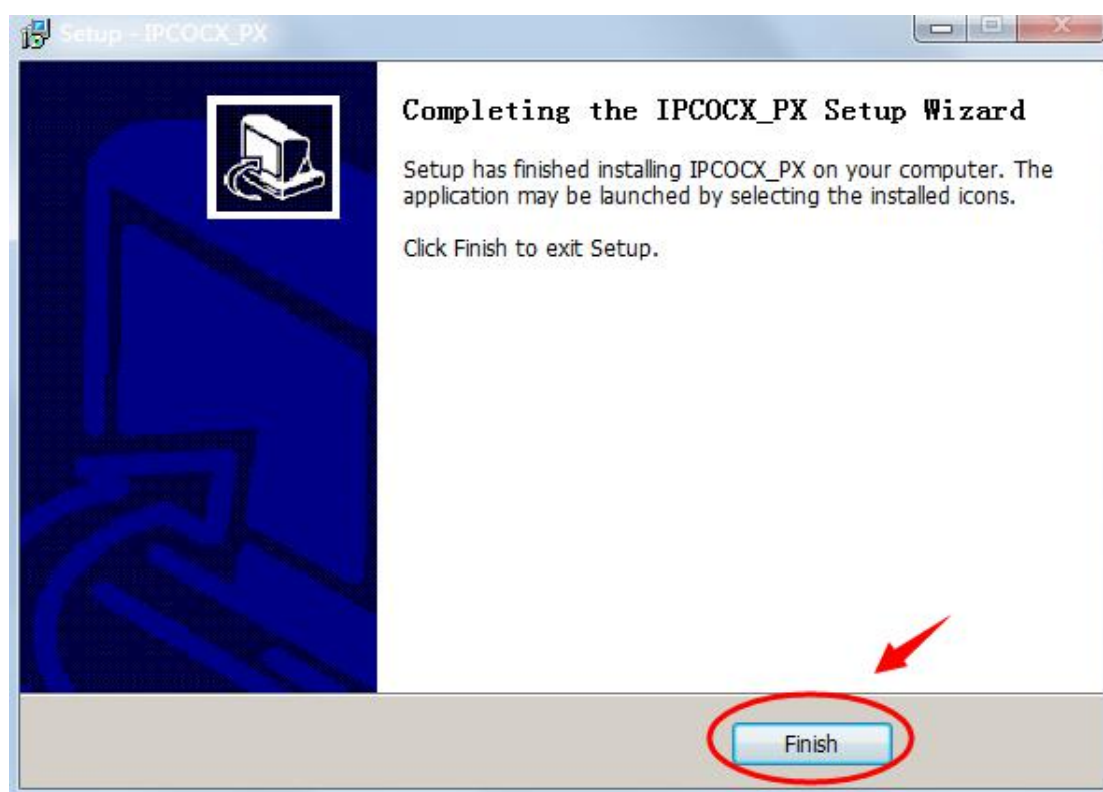 Setup - IPCOCX_PX
Completing the IPCOCX_PX Setup Wizard
Setup has finished installing IPCOCX_PX on your computer. The
application may be launched by selecting the installed icons.
Click Finish to exit Setup.
Finish